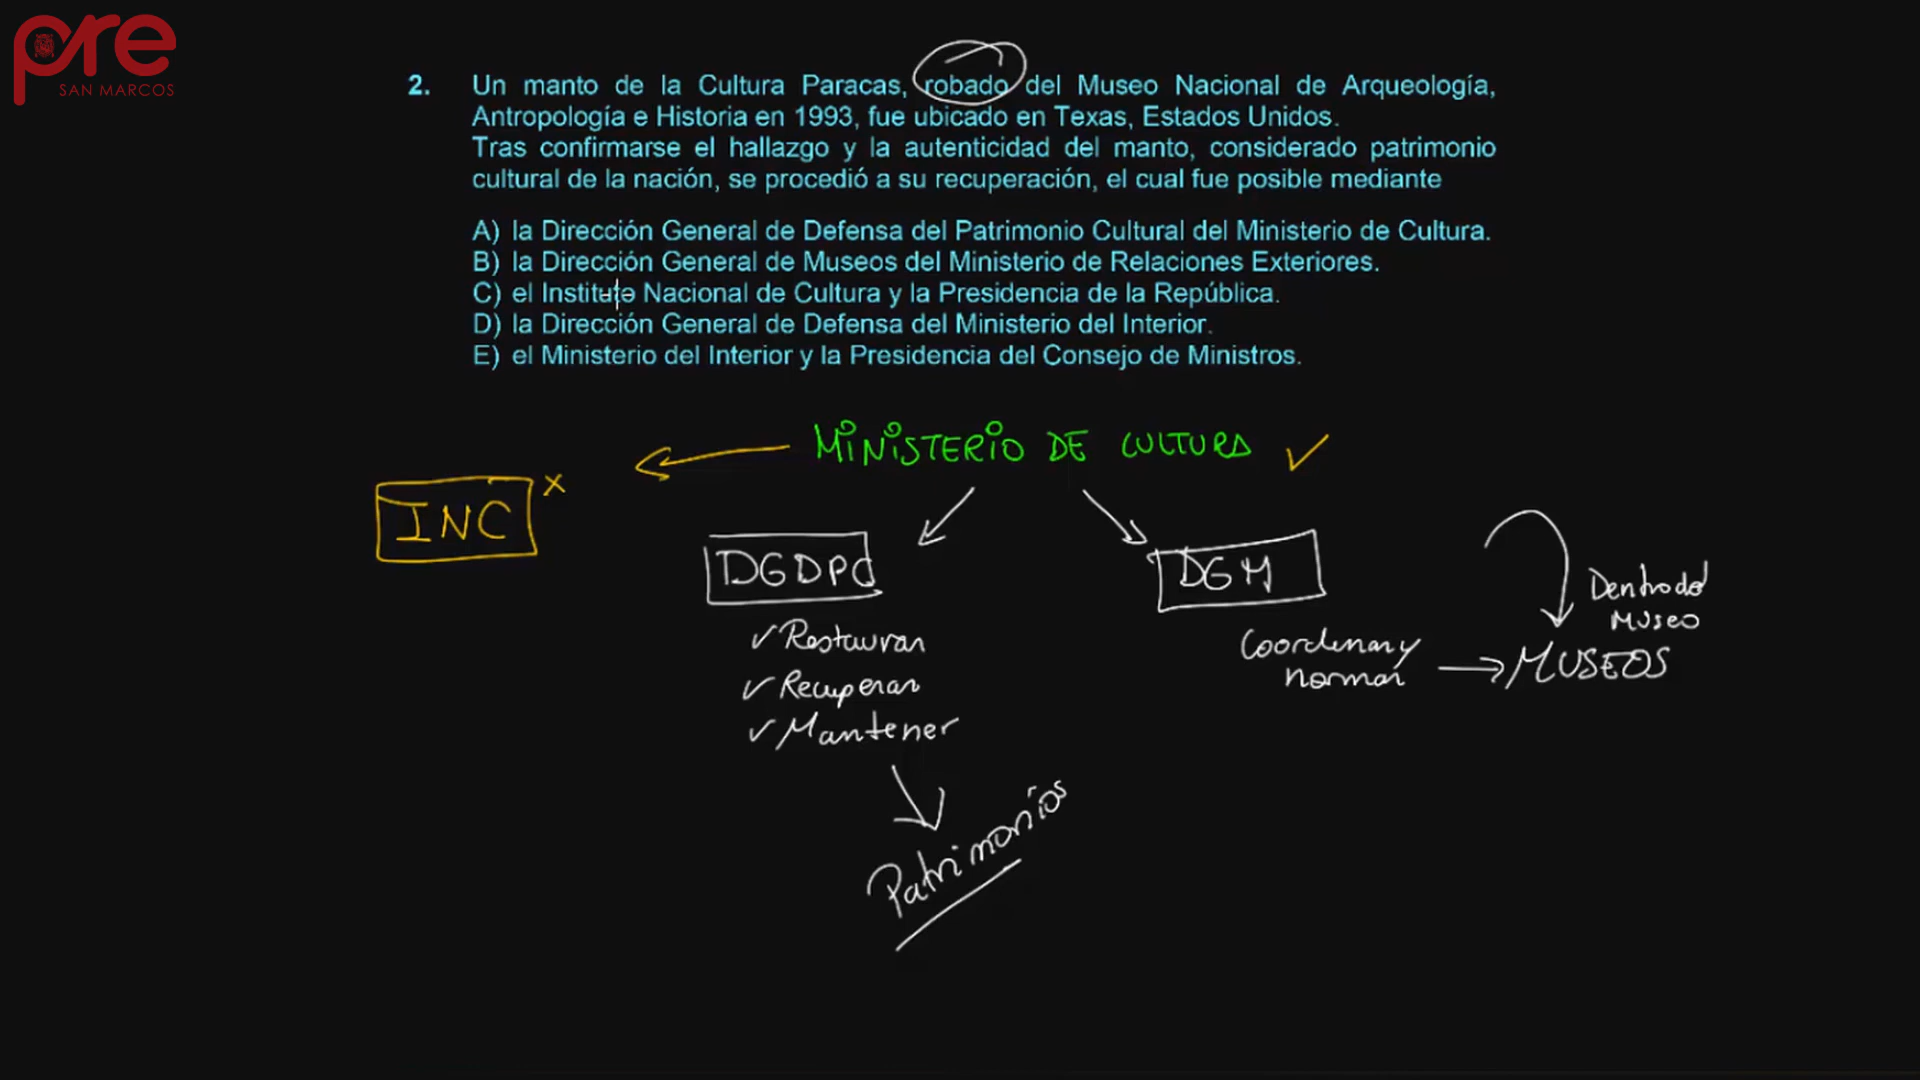 pre
SAN MARCOS
2. Un manto de la Cultura Paracas, robado del Museo Nacional de Arqueología,
Antropología e Historia en 1993, fue ubicado en Texas, Estados Unidos.
Tras confirmarse el hallazgo y la autenticidad del manto, considerado patrimonio
cultural de la nación, se procedió a su recuperación, el cual fue posible mediante
A) la Dirección General de Defensa del Patrimonio Cultural del Ministerio de Cultura.
B) la Dirección General de Museos del Ministerio de Relaciones Exteriores.
C) el Instituto Nacional de Cultura y la Presidencia de la República.
D) la Dirección General de Defensa del Ministerio del Interior.
E) el Ministerio del Interior y la Presidencia del Consejo de Ministros.
MINISTERIO DE CULTURA ✓
INC x
DGDPC
DGM
✓ Restauran
✓ Recuperan
✓ Mantener
Patrimonios
Coordenar y
normar → MUSEOS
Dentro del
MUSEO